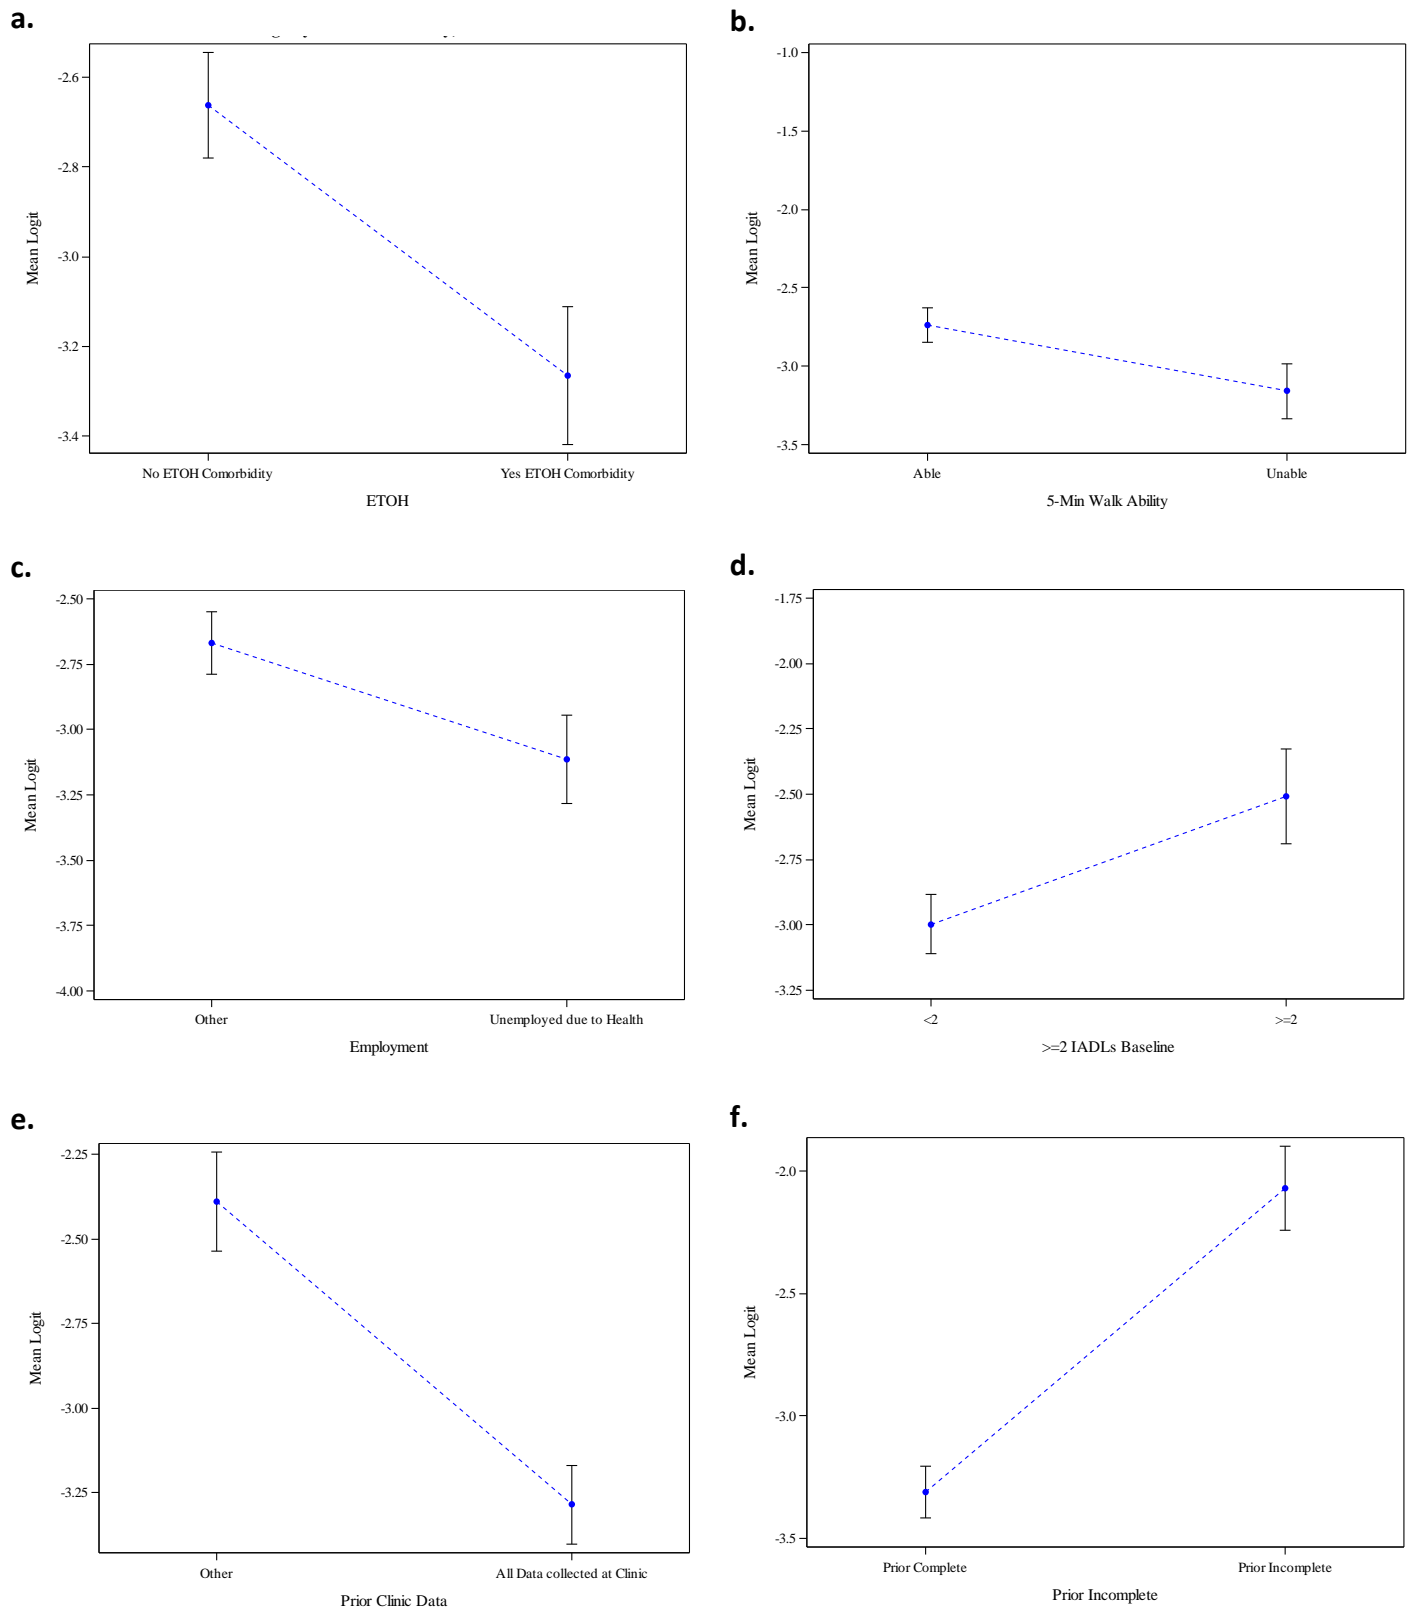 a.
-2.6
-2.8
-3.0
-3.2
-3.4
Mean Logit
No ETOH Comorbidity
Yes ETOH Comorbidity
ETOH
b.
-1.0
-1.5
-2.0
-2.5
-3.0
-3.5
Mean Logit
Able
Unable
5-Min Walk Ability
c.
-2.50
-2.75
-3.00
-3.25
-3.50
-3.75
-4.00
Mean Logit
Other
Unemployed due to Health
Employment
d.
-1.75
-2.00
-2.25
-2.50
-2.75
-3.00
-3.25
Mean Logit
<2
>=2
>=2 IADLs Baseline
e.
-2.25
-2.50
-2.75
-3.00
-3.25
Mean Logit
Other
All Data collected at Clinic
Prior Clinic Data
f.
-2.0
-2.5
-3.0
-3.5
Mean Logit
Prior Complete
Prior Incomplete
Prior Incomplete